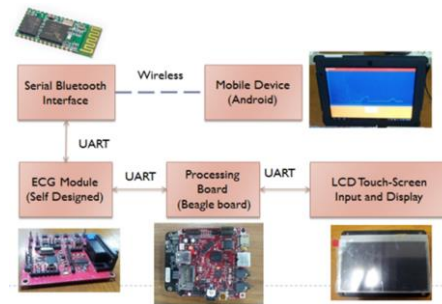 Serial Bluetooth
Interface
Wireless
Mobile Device
(Android)
UART
ECG Module
(Self Designed)
UART
Processing
Board
(Beagle board)
UART
LCD Touch-Screen
Input and Display